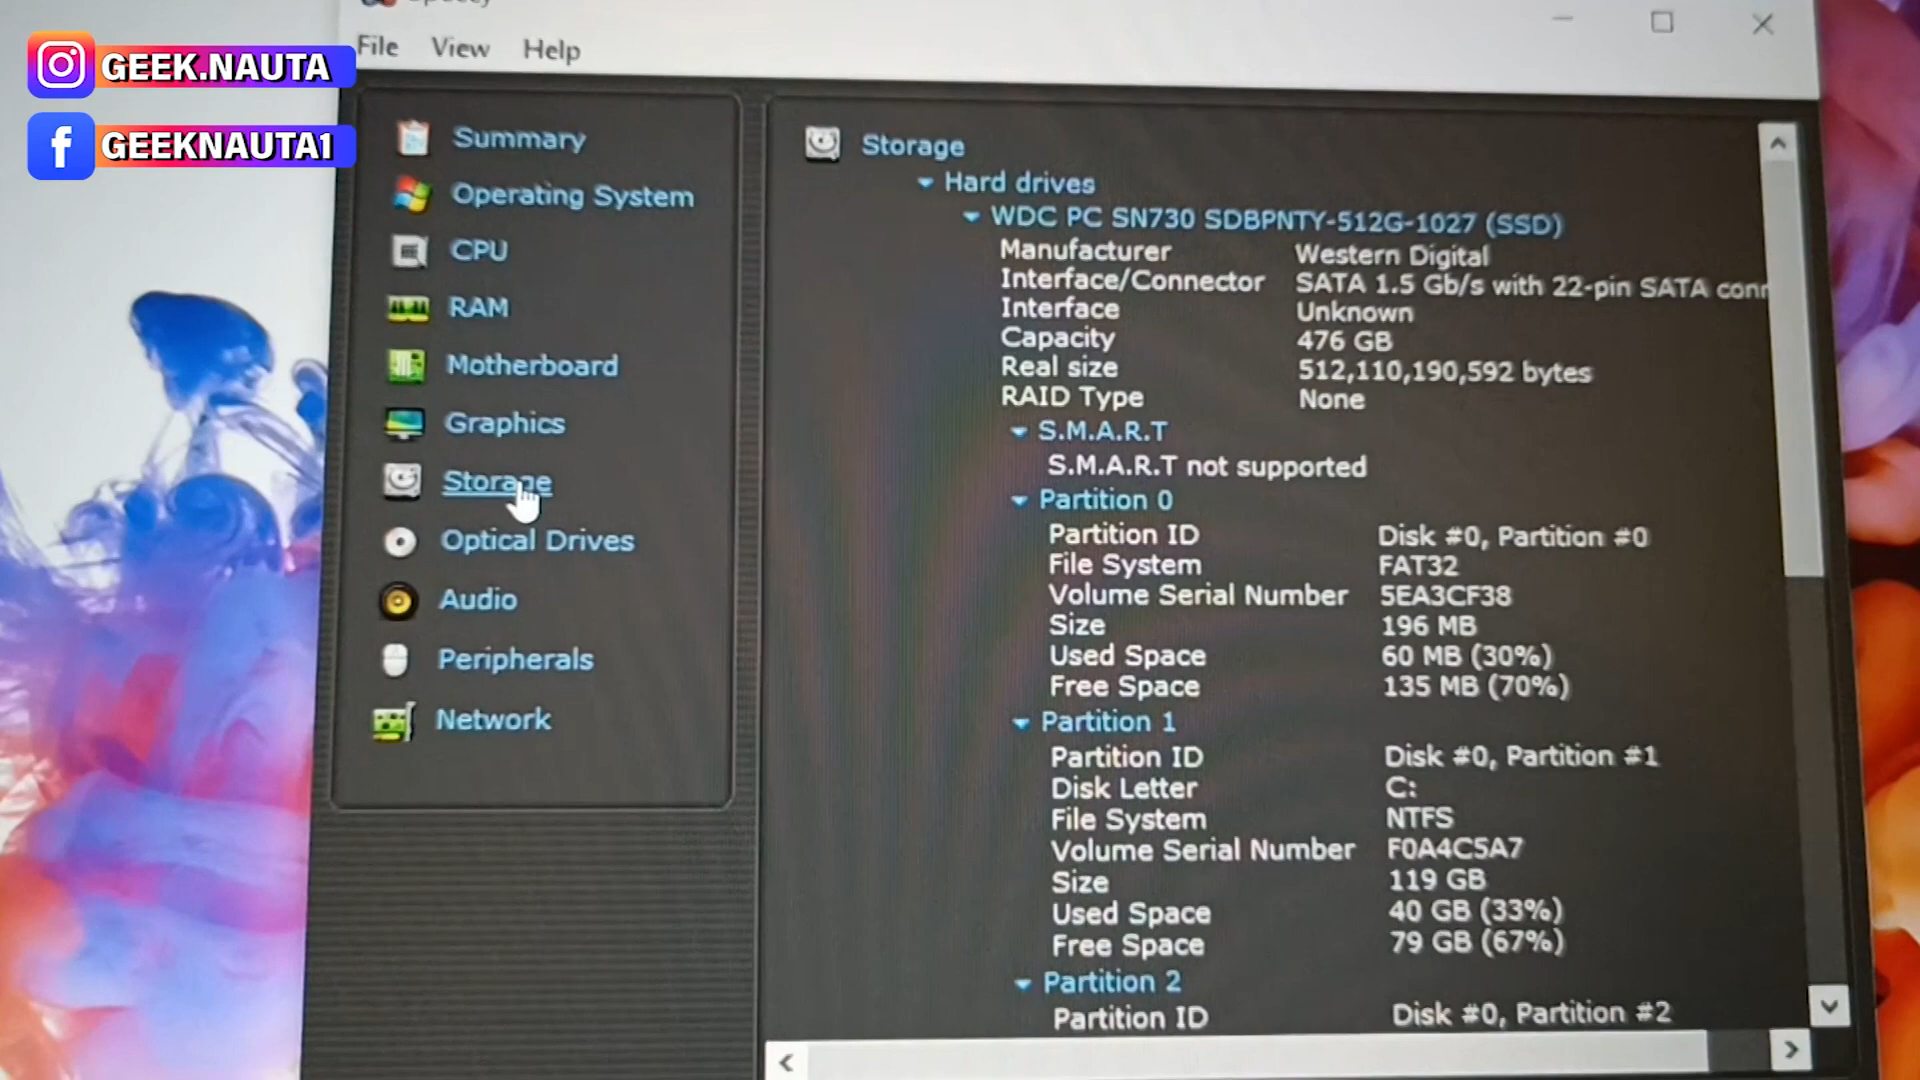 GEEK.NAUTA
GEEKNAUTA1
File View Help
Summary
Operating System
CPU
RAM
Motherboard
Graphics
Storage
Optical Drives
Audio
Peripherals
Network
Storage
Hard drives
WDC PC SN730 SDBPNTY-512G-1027 (SSD)
Manufacturer Western Digital
Interface/Connector SATA 1.5 Gb/s with 22-pin SATA
Interface Unknown
Capacity 476 GB
Real size 512,110,190,592 bytes
RAID Type None
S.M.A.R.T
S.M.A.R.T not supported
Partition 0
Partition ID Disk #0, Partition #0
File System FAT32
Volume Serial Number 5EA3CF38
Size 196 MB
Used Space 60 MB (30%)
Free Space 135 MB (70%)
Partition 1
Partition ID Disk #0, Partition #1
Disk Letter C:
File System NTFS
Volume Serial Number F0A4C5A7
Size 119 GB
Used Space 40 GB (33%)
Free Space 79 GB (67%)
Partition 2
Partition ID Disk #0, Partition #2